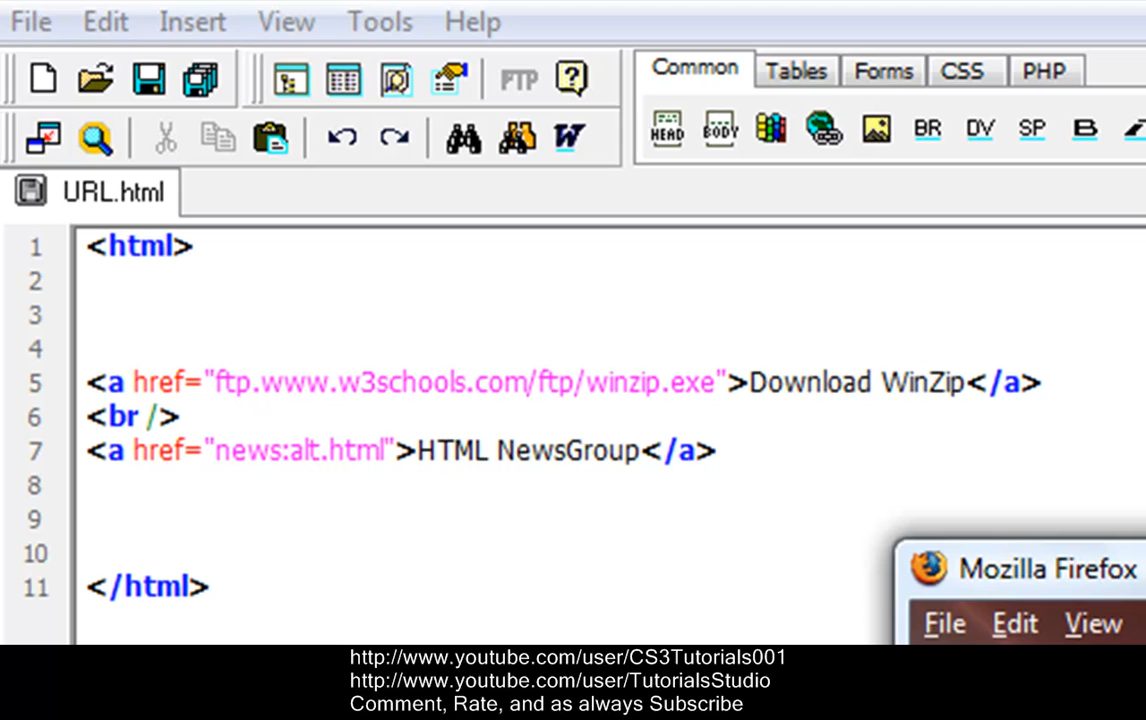 File Edit Insert View Tools Help
Common Tables Forms CSS PHP
FTP
HEAD BODY BR DV SP B
URL.html
1 <html>
2
3
4
5 <a href="ftp.www.w3schools.com/ftp/winzip.exe">Download WinZip</a>
6 <br />
7 <a href="news:alt.html">HTML NewsGroup</a>
8
9
10
11 </html>
Mozilla Firefox
File Edit View
http://www.youtube.com/user/CS3Tutorials001
http://www.youtube.com/user/TutorialsStudio
Comment, Rate, and as always Subscribe